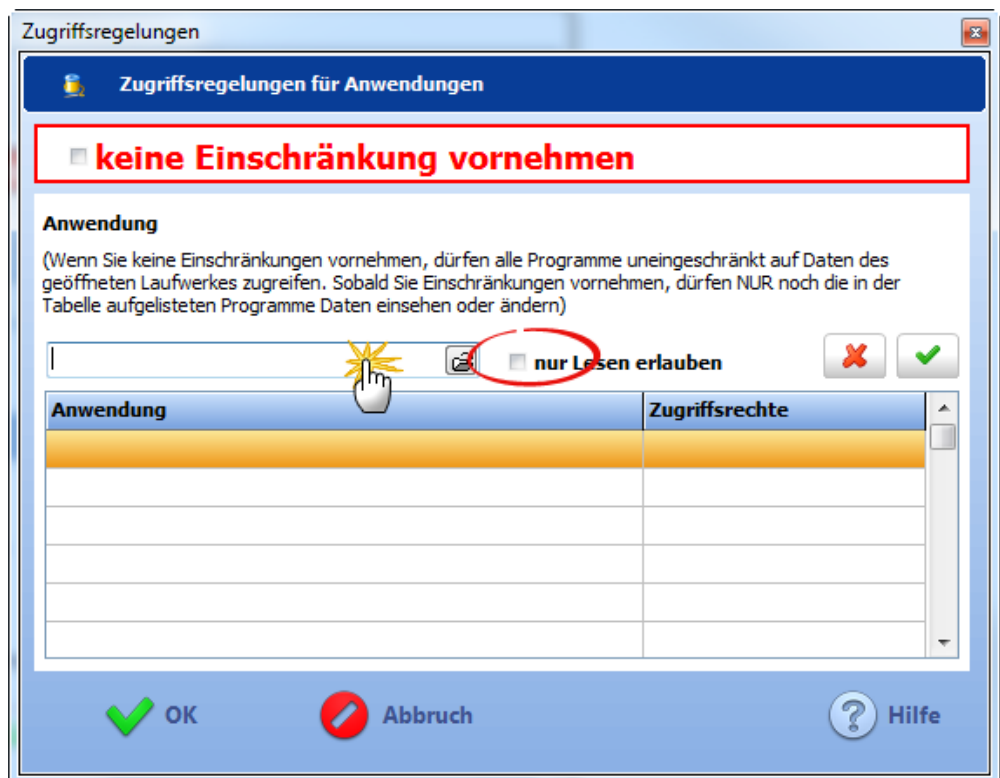 Zugriffsregelungen
Zugriffsregelungen für Anwendungen
keine Einschränkung vornehmen
Anwendung
(Wenn Sie keine Einschränkungen vornehmen, dürfen alle Programme uneingeschränkt auf Daten des
geöffneten Laufwerkes zugreifen. Sobald Sie Einschränkungen vornehmen, dürfen NUR noch die in der
Tabelle aufgelisteten Programme Daten einsehen oder ändern)
nur Lesen erlauben
Anwendung Zugriffsrechte
OK Abbruch Hilfe